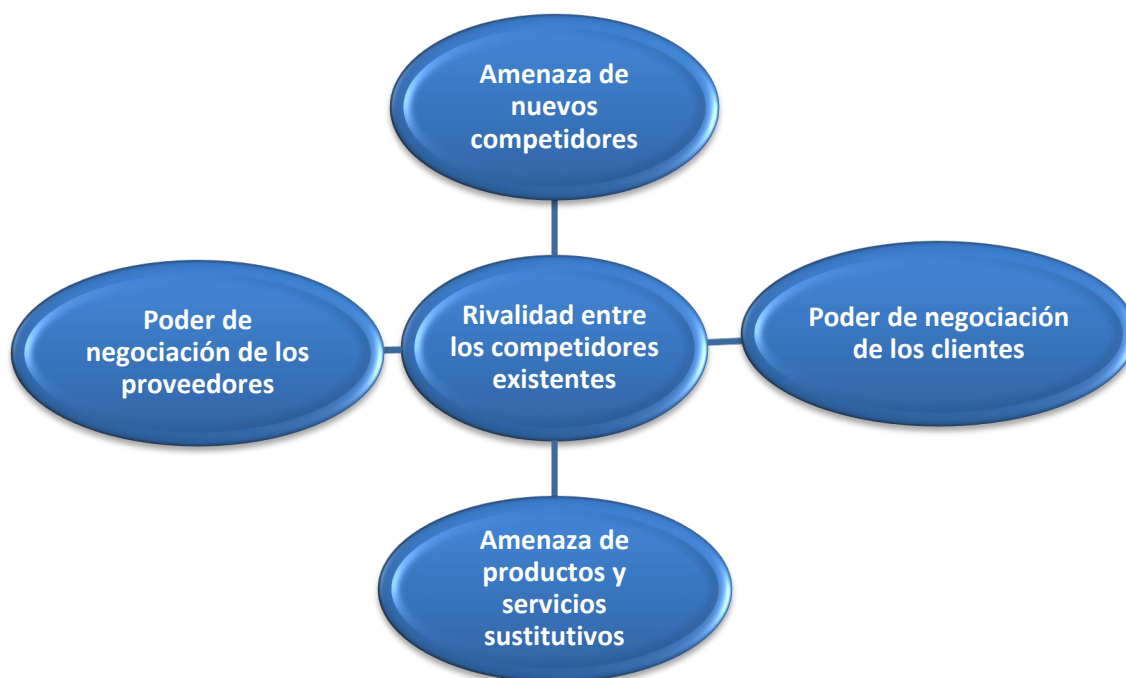 Amenaza de
nuevos
competidores
Poder de
negociación de los
proveedores
Rivalidad entre
los competidores
existentes
Poder de negociación
de los clientes
Amenaza de
productos y
servicios
sustitutivos